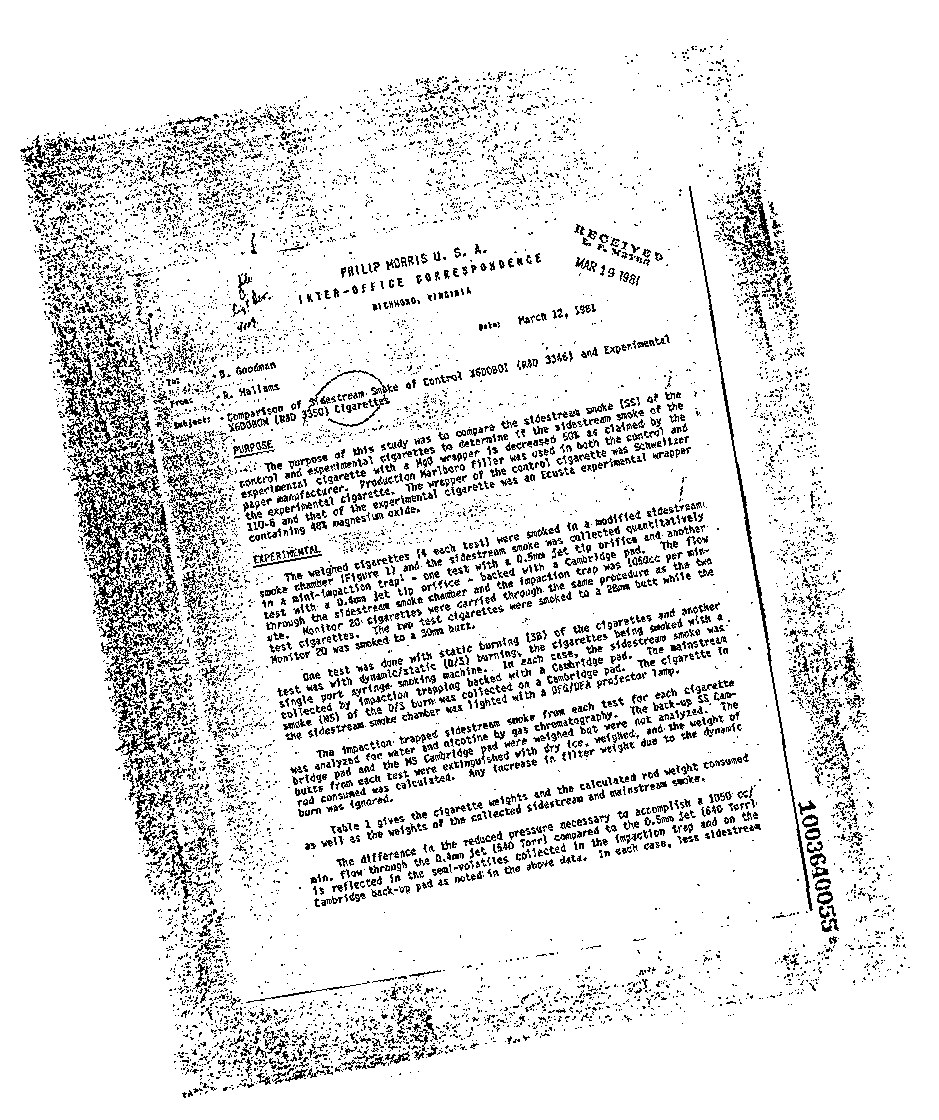 PHILIP MORRIS U. S. A.
INTER-OFFICE CORRESPONDENCE
RICHMOND, VIRGINIA
RECEIVED
MAR 19 1981
Date: March 12, 1981
To: B. Goodman
From: R. Hellams
Subject: Comparison of Sidestream Smoke of Control X6DOBOI (R&D 3346) and Experimental
X6DOBON (R&D 3350) Cigarettes
PURPOSE
The purpose of this study was to compare the sidestream smoke (SS) of the
control and experimental cigarettes to determine if the sidestream smoke of the
experimental cigarette with a MgO wrapper is decreased 50% as claimed by the
paper manufacturer. Production Marlboro filler was used in both the control and
the experimental cigarette. The wrapper of the control cigarette was Schweitzer
110-6 and that of the experimental cigarette was an Ecusta experimental wrapper
containing 48% magnesium oxide.
EXPERIMENTAL
The weighed cigarettes (4 each test) were smoked in a modified sidestream
smoke chamber (Figure 1) and the sidestream smoke was collected quantitatively
in a mini-impaction trap - one test with a 0.5mm jet tip orifice and another
test with a 0.4mm jet tip orifice - backed with a Cambridge pad. The flow
through the sidestream smoke chamber and the impaction trap was 1050cc per min-
ute. Monitor 20 cigarettes were carried through the same procedure as the two
test cigarettes. The two test cigarettes were smoked to a 28mm butt while the
Monitor 20 was smoked to a 30mm butt.
One test was done with static burning (SB) of the cigarettes and another
test was with dynamic/static (D/S) burning, the cigarettes being smoked with a
single port syringe smoking machine. In each case, the sidestream smoke was
collected by impaction trapping backed with a Cambridge pad. The mainstream
smoke (MS) of the D/S burn was collected on a Cambridge pad. The cigarette in
the sidestream smoke chamber was lighted with a DFG/DFA projector lamp.
The impaction trapped sidestream smoke from each test for each cigarette
was analyzed for water and nicotine by gas chromatography. The back-up SS Cam-
bridge pad and the MS Cambridge pad were weighed but were not analyzed. The
butts from each test were extinguished with dry ice, weighed, and the weight of
rod consumed was calculated. Any increase in filter weight due to the dynamic
burn was ignored.
Table 1 gives the cigarette weights and the calculated rod weight consumed
as well as the weights of the collected sidestream and mainstream smoke.
The difference in the reduced pressure necessary to accomplish a 1050 cc/
min. flow through the 0.4mm jet (540 Torr) compared to the 0.5mm jet (640 Torr)
is reflected in the semi-volatiles collected in the impaction trap and on the
Cambridge back-up pad as noted in the above data. In each case, less sidestream
1003640055